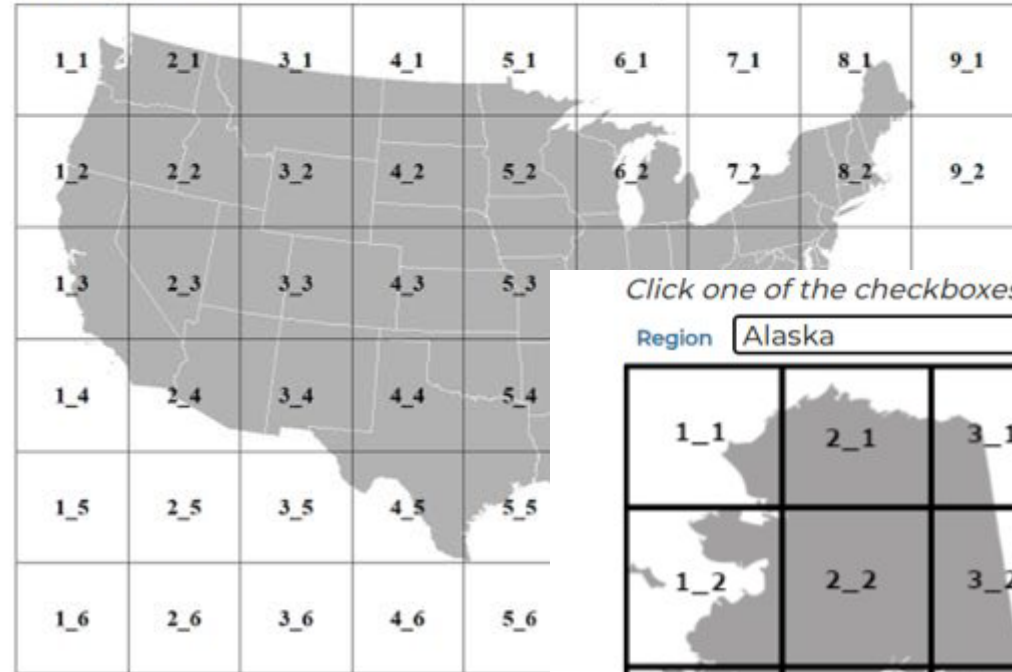 1_1 2_1 3_1 4_1 5_1 6_1 7_1 8_1 9_1
1_2 2_2 3_2 4_2 5_2 6_2 7_2 8_2 9_2
1_3 2_3 3_3 4_3 5_3
1_4 2_4 3_4 4_4 5_4
1_5 2_5 3_5 4_5 5_5
1_6 2_6 3_6 4_6 5_6
Click one of the checkboxes
Region Alaska
1_1 2_1 3_1
1_2 2_2 3_2